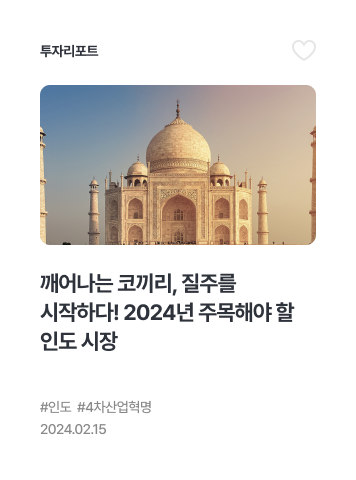 투자리포트
깨어나는 코끼리, 질주를
시작하다! 2024년 주목해야 할
인도 시장
#인도 #4차산업혁명
2024.02.15